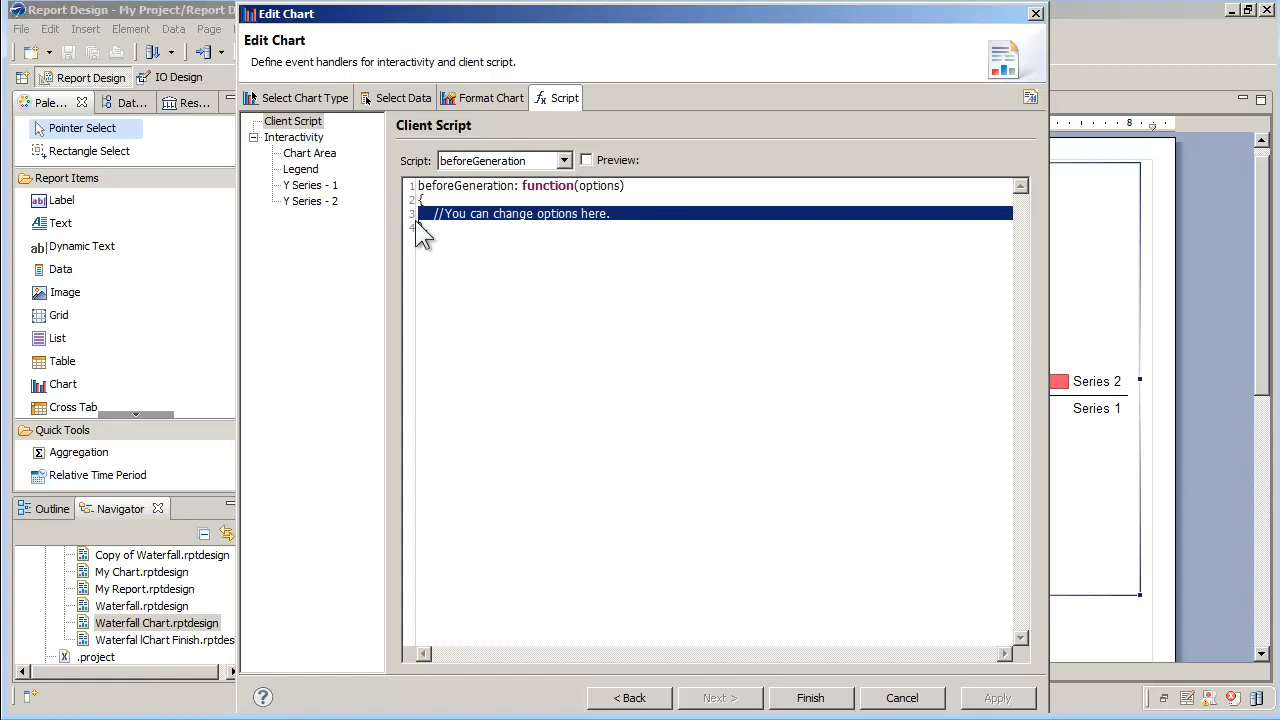 Report Design - My Project/Report D
Edit Chart
File Edit Insert Element Data Page
Edit Chart
Define event handlers for interactivity and client script.
Report Design IO Design
Pale... Dat... Res...
Select Chart Type Select Data Format Chart fx Script
Pointer Select
Rectangle Select
Report Items
Label
Text
ab| Dynamic Text
Data
Image
Grid
List
Table
Chart
Cross Tab
Quick Tools
Σ Aggregation
Relative Time Period
Outline Navigator
Copy of Waterfall.rptdesign
My Chart.rptdesign
My Report.rptdesign
Waterfall.rptdesign
Waterfall Chart.rptdesign
Waterfal lChart Finish.rptdes
X .project
Client Script
Interactivity
Chart Area
Legend
Y Series - 1
Y Series - 2
Client Script
Script: beforeGeneration Preview:
1 beforeGeneration: function(options)
2 {
3 //You can change options here.
4
8
Series 2
Series 1
? < Back Next > Finish Cancel Apply